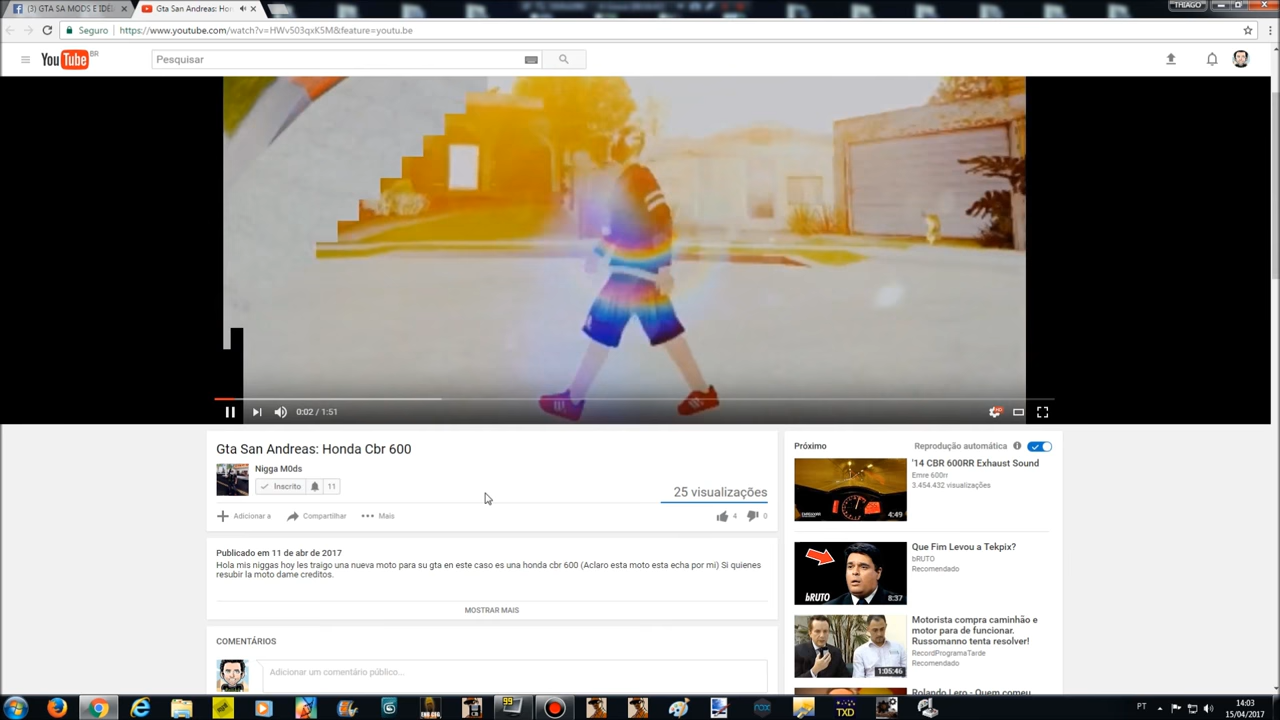 (3) GTA SA MODS E IDEI
Gta San Andreas: Hon
THIAGO
Seguro
https://www.youtube.com/watch?v=HWv503qxK5M&feature=youtu.be
YouTube BR
Pesquisar
0:02 / 1:51
HD
Gta San Andreas: Honda Cbr 600
Nigga M0ds
Inscrito 11
25 visualizações
Adicionar a Compartilhar Mais
4 0
Publicado em 11 de abr de 2017
Hola mis niggas hoy les traigo una nueva moto para su gta en este caso es una honda cbr 600 (Aclaro esta moto esta echa por mi) Si quienes
resubir la moto dame creditos.
MOSTRAR MAIS
COMENTÁRIOS
Adicionar um comentário público...
Próximo
Reprodução automática
'14 CBR 600RR Exhaust Sound
Emre 600rr
3.454.432 visualizações
4:49
Que Fim Levou a Tekpix?
bRUTO
Recomendado
bRUTO
8:37
Motorista compra caminhão e
motor para de funcionar.
Russomanno tenta resolver!
RecordProgramaTarde
Recomendado
1:05:46
Rolando Lero - Quem comeu
99
TXD
PT
14:03
15/04/2017